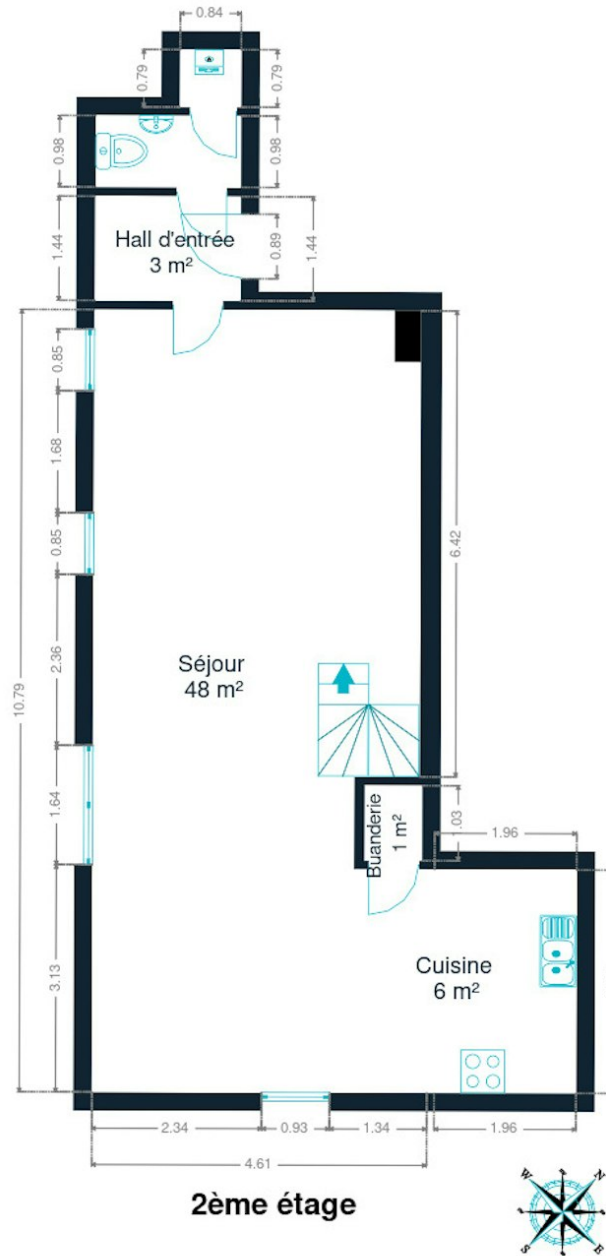 0.84
0.79
0.79
0.98
0.98
1.44
Hall d'entrée
3 m²
0.89
1.44
0.85
1.68
0.85
6.42
2.36
Séjour
48 m²
10.79
1.64
Buanderie
1 m²
1.03
1.96
3.13
Cuisine
6 m²
2.34
0.93
1.34
1.96
4.61
2ème étage
W
N
S
E